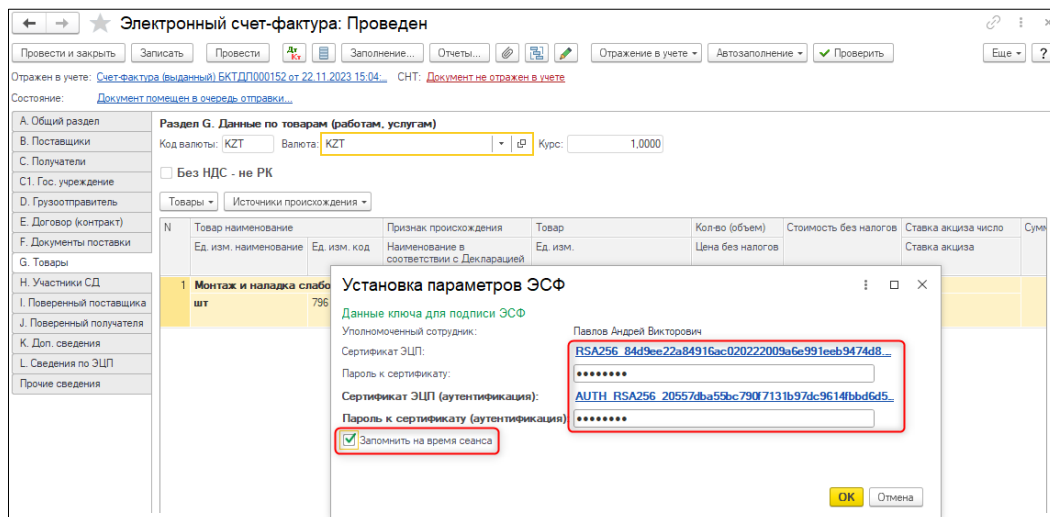 Электронный счет-фактура: Проведен
Провести и закрыть Записать Провести Дт Кт Заполнение... Отчеты... Отражение в учете Автозаполнение Проверить Еще ?
Отражен в учете: Счет-фактура (выданный) БКТДП000152 от 22.11.2023 15:04:.. СНТ: Документ не отражен в учете
Состояние: Документ помещен в очередь отправки...
A. Общий раздел
B. Поставщики
C. Получатели
C1. Гос. учреждение
D. Грузоотправитель
E. Договор (контракт)
F. Документы поставки
G. Товары
H. Участники СД
I. Поверенный поставщика
J. Поверенный получателя
K. Доп. сведения
L. Сведения по ЭЦП
Прочие сведения
Раздел G. Данные по товарам (работам, услугам)
Код валюты: KZT Валюта: KZT Курс: 1,0000
Без НДС - не РК
Товары Источники происхождения
N Товар наименование Признак происхождения Товар Кол-во (объем) Стоимость без налогов Ставка акциза число Сумм
Ед. изм. наименование Ед. изм. код Наименование в соответствии с Декларацией Ед. изм. Цена без налогов Ставка акциза
1 Монтаж и наладка слабо
шт 796
Установка параметров ЭСФ
Данные ключа для подписи ЭСФ
Уполномоченный сотрудник: Павлов Андрей Викторович
Сертификат ЭЦП: RSA256_84d9ee22a84916ac020222009a6e991eeb9474d8...
Пароль к сертификату: ••••••••
Сертификат ЭЦП (аутентификация): AUTH_RSA256_20557dba55bc790f7131b97dc9614fbbd6d5...
Пароль к сертификату (аутентификация) ••••••••
Запомнить на время сеанса
ОК Отмена